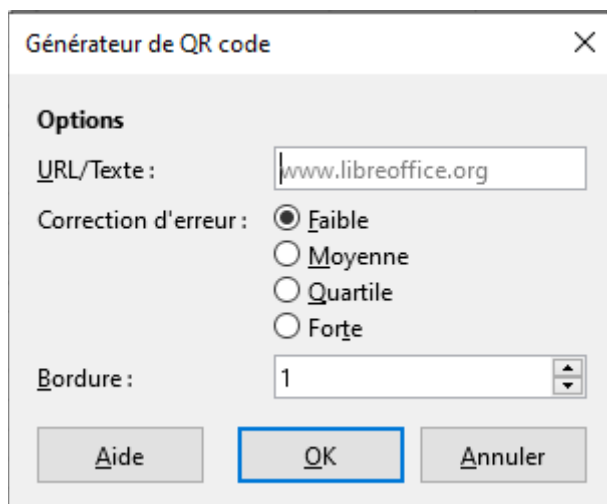 Générateur de QR code
Options
URL/Texte :
www.libreoffice.org
Correction d'erreur :
Faible
Moyenne
Quartile
Forte
Bordure :
1
Aide
OK
Annuler